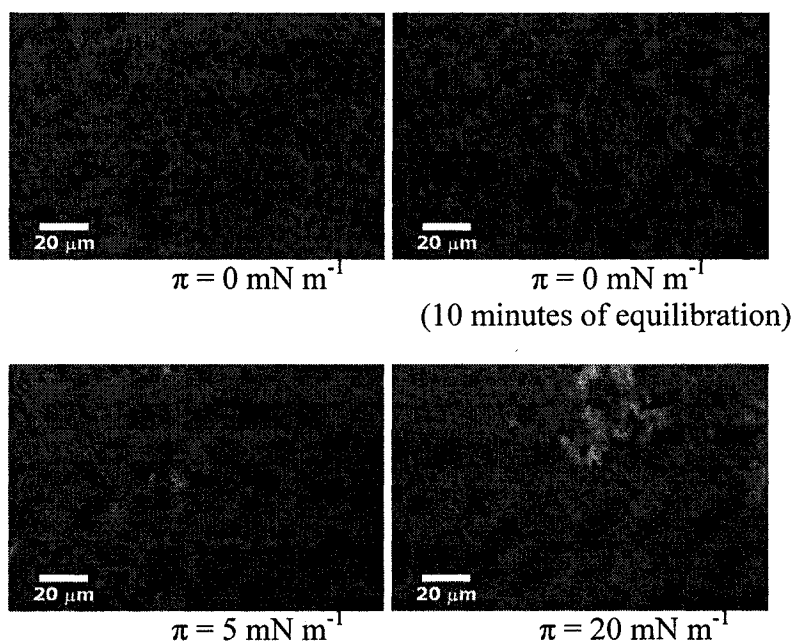 20 μm
20 μm
π = 0 mN m⁻¹
π = 0 mN m⁻¹
(10 minutes of equilibration)
20 μm
20 μm
π = 5 mN m⁻¹
π = 20 mN m⁻¹